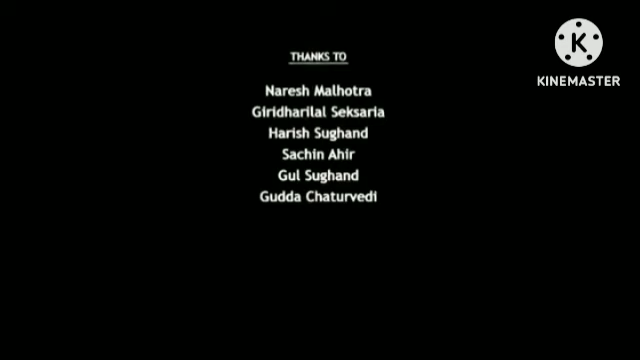 THANKS TO
Naresh Malhotra
Giridharilal Seksaria
Harish Sughand
Sachin Ahir
Gul Sughand
Gudda Chaturvedi
K
KINEMASTER